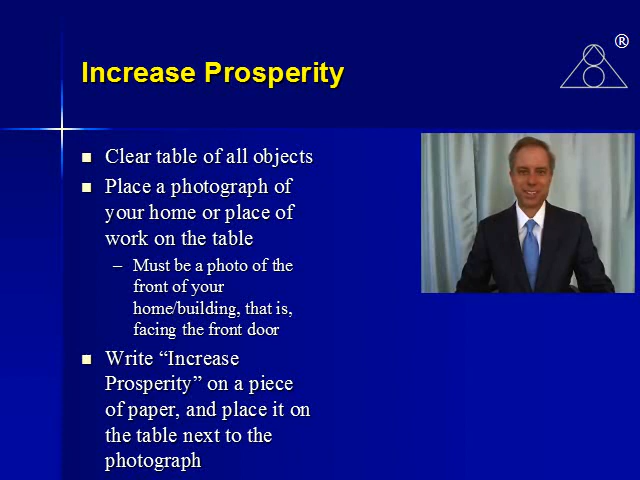 ®
Increase Prosperity
Clear table of all objects
Place a photograph of
your home or place of
work on the table
– Must be a photo of the
front of your
home/building, that is,
facing the front door
Write “Increase
Prosperity” on a piece
of paper, and place it on
the table next to the
photograph